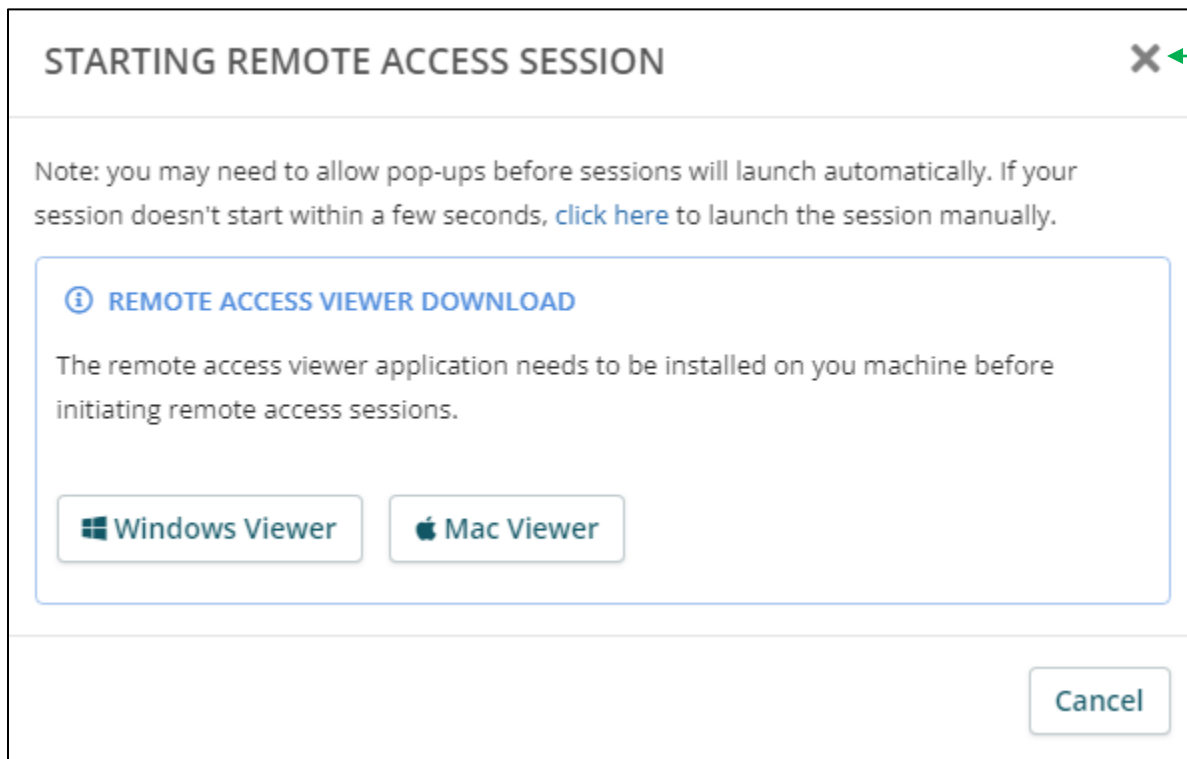 STARTING REMOTE ACCESS SESSION
Note: you may need to allow pop-ups before sessions will launch automatically. If your
session doesn't start within a few seconds, click here to launch the session manually.
REMOTE ACCESS VIEWER DOWNLOAD
The remote access viewer application needs to be installed on you machine before
initiating remote access sessions.
Windows Viewer Mac Viewer
Cancel